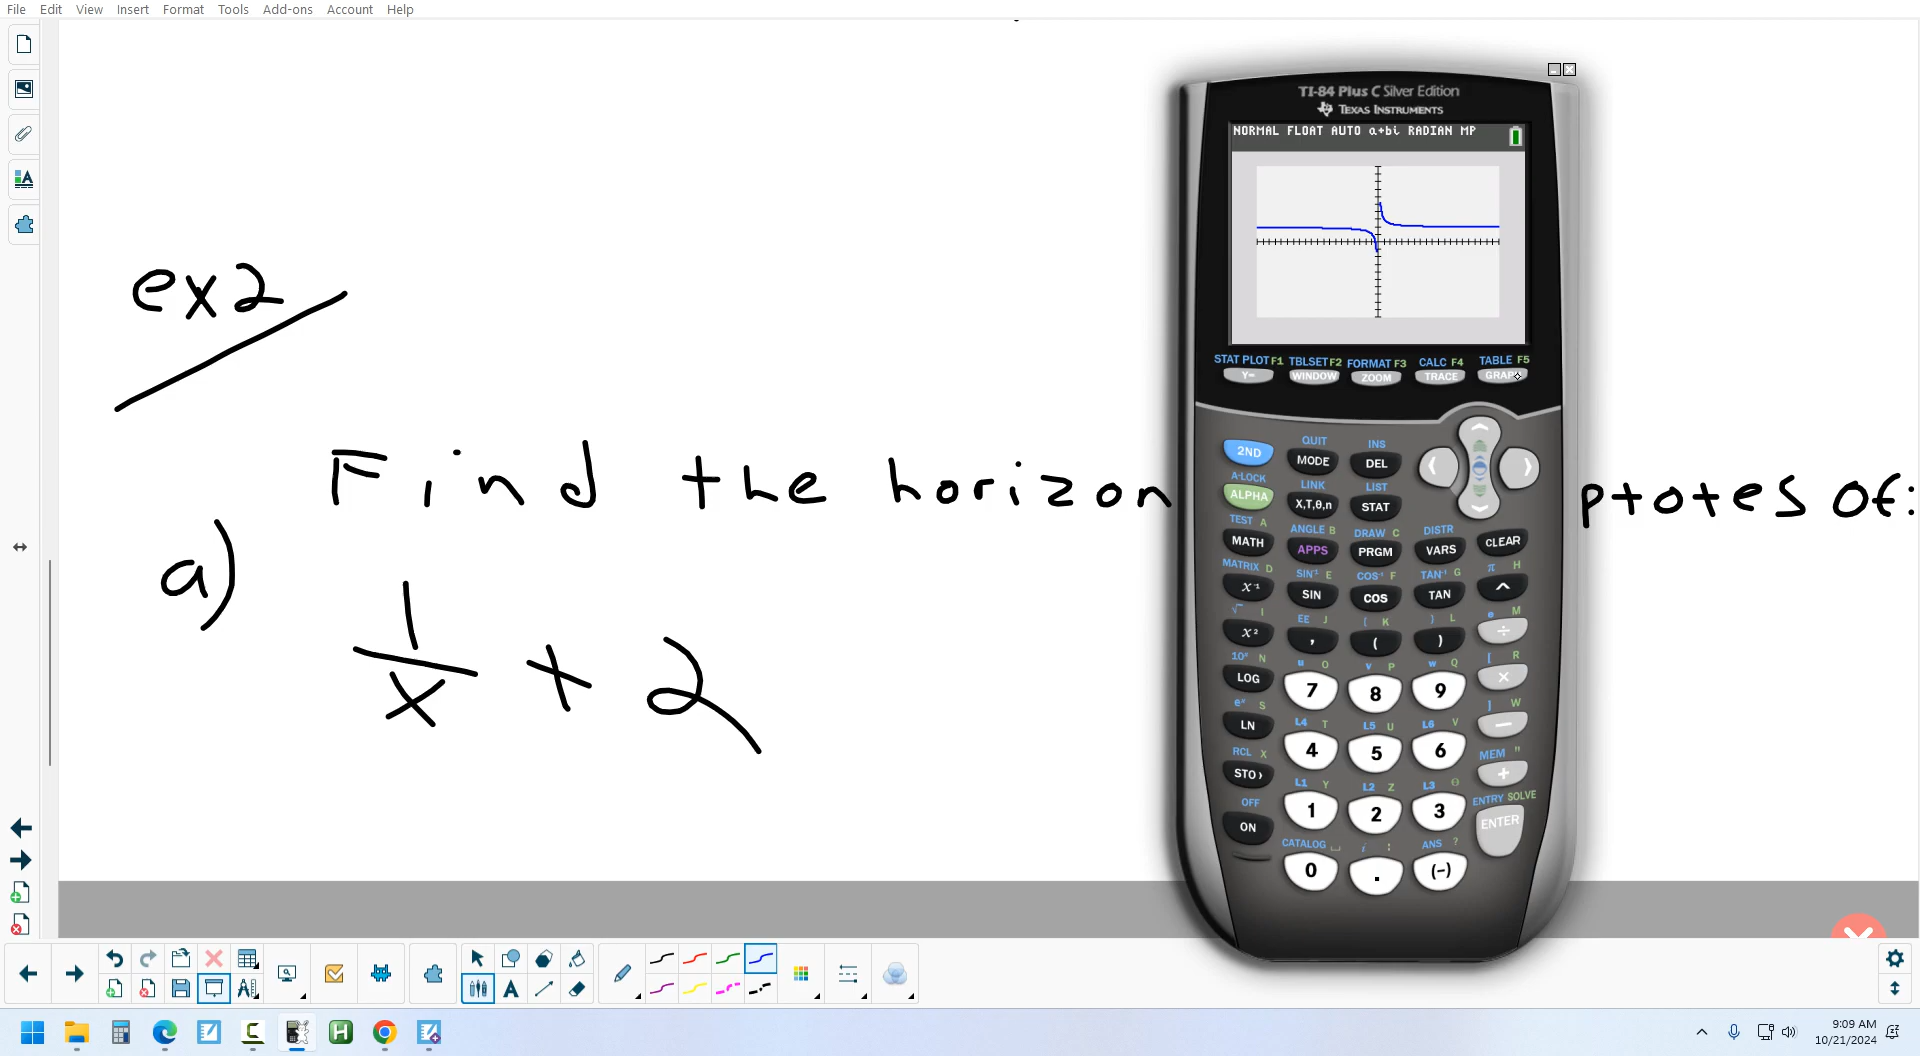 File Edit View Insert Format Tools Add-ons Account Help
TI-84 Plus C Silver Edition
TEXAS INSTRUMENTS
NORMAL FLOAT AUTO a+bi RADIAN MP
STAT PLOT F1 TBLSET F2 FORMAT F3 CALC F4 TABLE F5
Y= WINDOW ZOOM TRACE GRAPH
ex2
Find the horizon ptotes of:
a)
1
x + 2
QUIT INS
2ND MODE DEL
A-LOCK LINK LIST
ALPHA X,T,θ,n STAT
TEST A ANGLE B DRAW C DISTR
MATH APPS PRGM VARS CLEAR
MATRIX D SIN⁻¹ E COS⁻¹ F TAN⁻¹ G π H
X⁻¹ SIN COS TAN ^
√ I EE J { K } L e M
X² , ( ) ÷
10ˣ N u O v P w Q [ R
LOG 7 8 9 ×
eˣ S L4 T L5 U L6 V ] W
LN 4 5 6 −
RCL X L1 Y L2 Z L3 θ MEM "
STO› 1 2 3 +
OFF CATALOG i : ANS ? ENTRY SOLVE
ON 0 . (−) ENTER
9:09 AM
10/21/2024